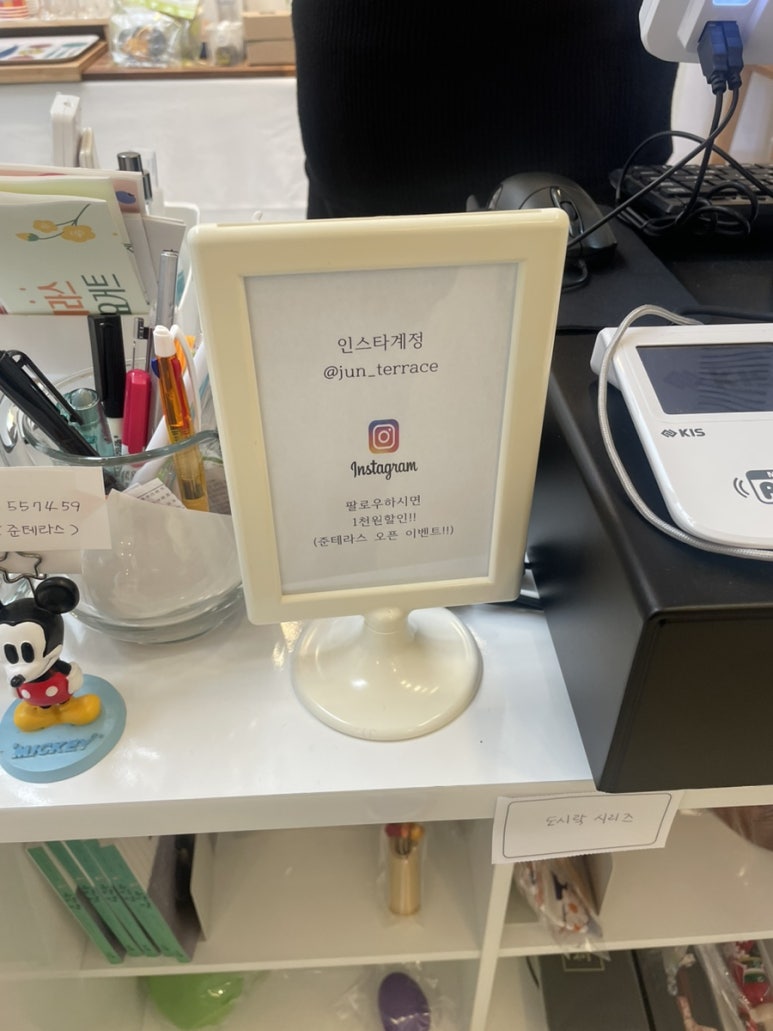 인스타계정
@jun_terrace
Instagram
팔로우하시면
1천원할인!!
(준테라스 오픈 이벤트!!)
557459
(준테라스)
MICKEY
KIS
도시락 시리즈